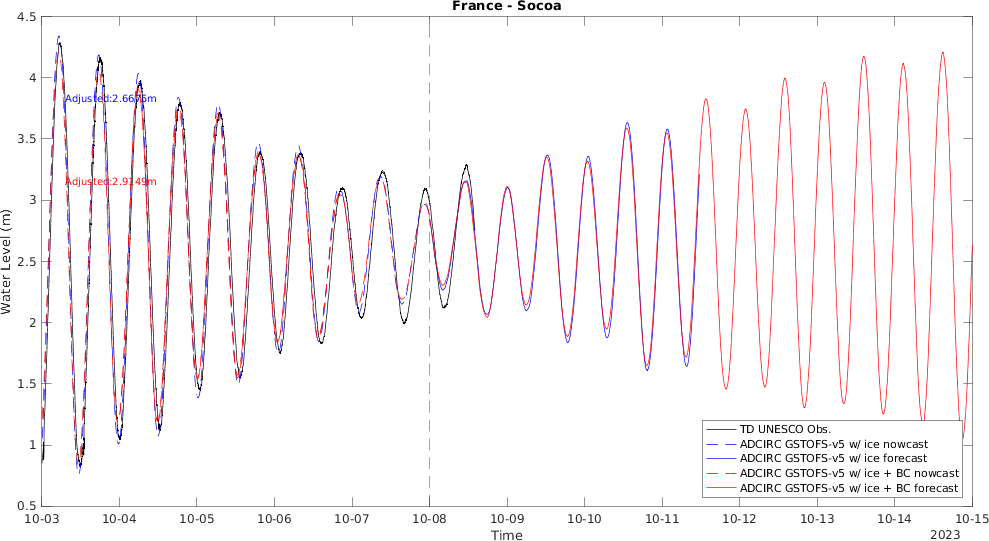 France - Socoa
Water Level (m)
4.5
4
3.5
3
2.5
2
1.5
1
0.5
Adjusted:2.6676m
Adjusted:2.9149m
TD UNESCO Obs.
ADCIRC GSTOFS-v5 w/ ice nowcast
ADCIRC GSTOFS-v5 w/ ice forecast
ADCIRC GSTOFS-v5 w/ ice + BC nowcast
ADCIRC GSTOFS-v5 w/ ice + BC forecast
10-03 10-04 10-05 10-06 10-07 10-08 10-09 10-10 10-11 10-12 10-13 10-14 10-15
Time
2023